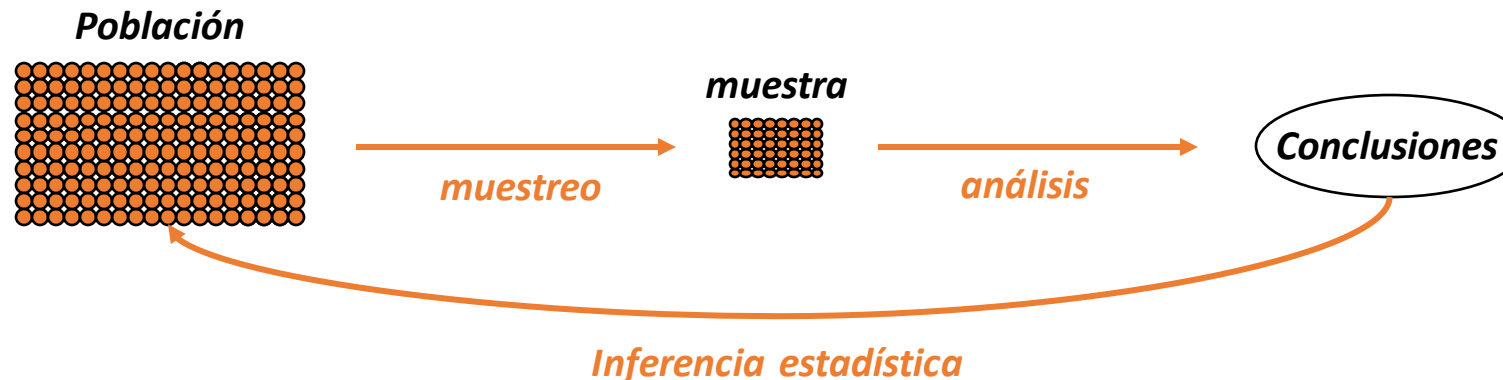 Población
muestra
muestreo
análisis
Conclusiones
Inferencia estadística